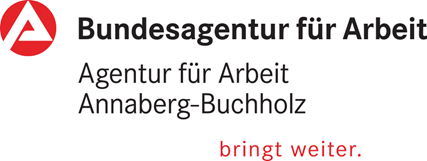 Bundesagentur für Arbeit
Agentur für Arbeit
Annaberg-Buchholz
bringt weiter.